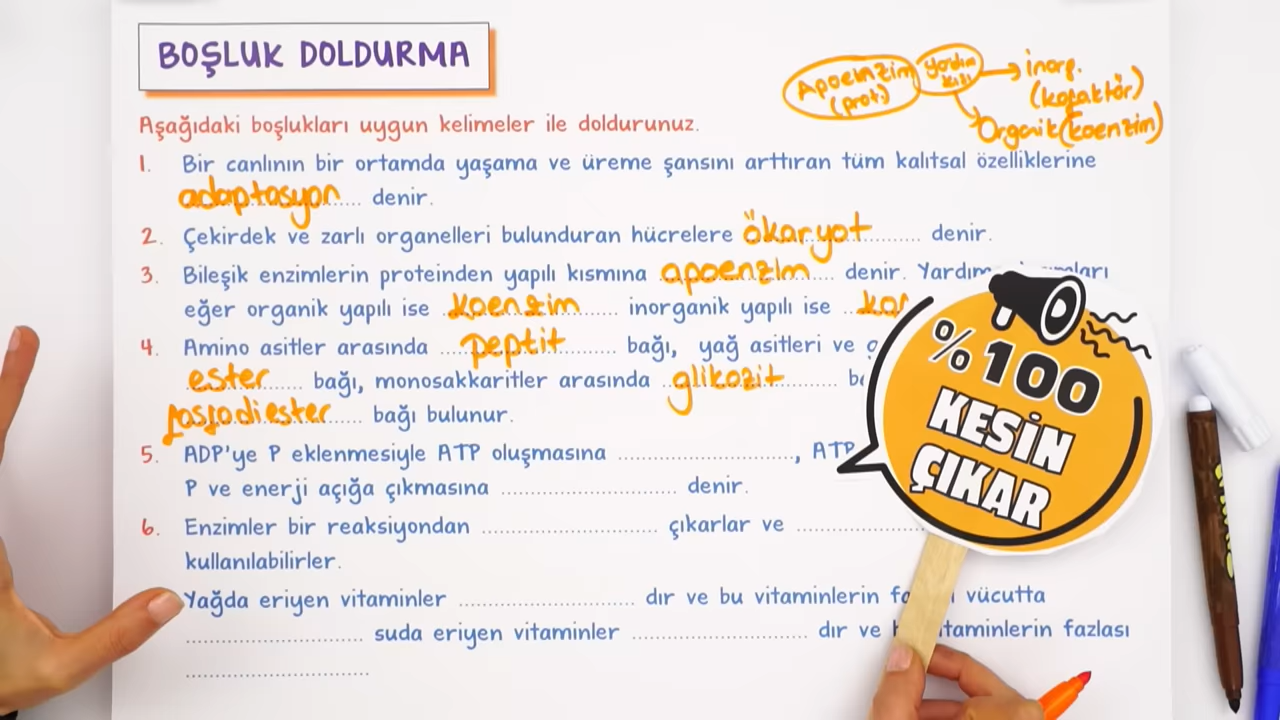 BOŞLUK DOLDURMA
Apoenzim (prot.) yardım kısı → inorg. (kofaktör)
Organik (koenzim)
Aşağıdaki boşlukları uygun kelimeler ile doldurunuz.
1. Bir canlının bir ortamda yaşama ve üreme şansını arttıran tüm kalıtsal özelliklerine
adaptasyon denir.
2. Çekirdek ve zarlı organelleri bulunduran hücrelere ökaryot denir.
3. Bileşik enzimlerin proteinden yapılı kısmına apoenzim denir.
eğer organik yapılı ise koenzim inorganik yapılı ise
4. Amino asitler arasında peptit bağı, yağ asitleri ve
ester bağı, monosakkaritler arasında glikozit
fosfodiester bağı bulunur.
5. ADP'ye P eklenmesiyle ATP oluşmasına ...................., ATP
P ve enerji açığa çıkmasına .................... denir.
6. Enzimler bir reaksiyondan .................... çıkarlar ve ....................
kullanılabilirler.
Yağda eriyen vitaminler .................... dır ve bu vitaminlerin vücutta
.................... suda eriyen vitaminler .................... dır ve fazlası
....................
%100
KESİN
ÇIKAR